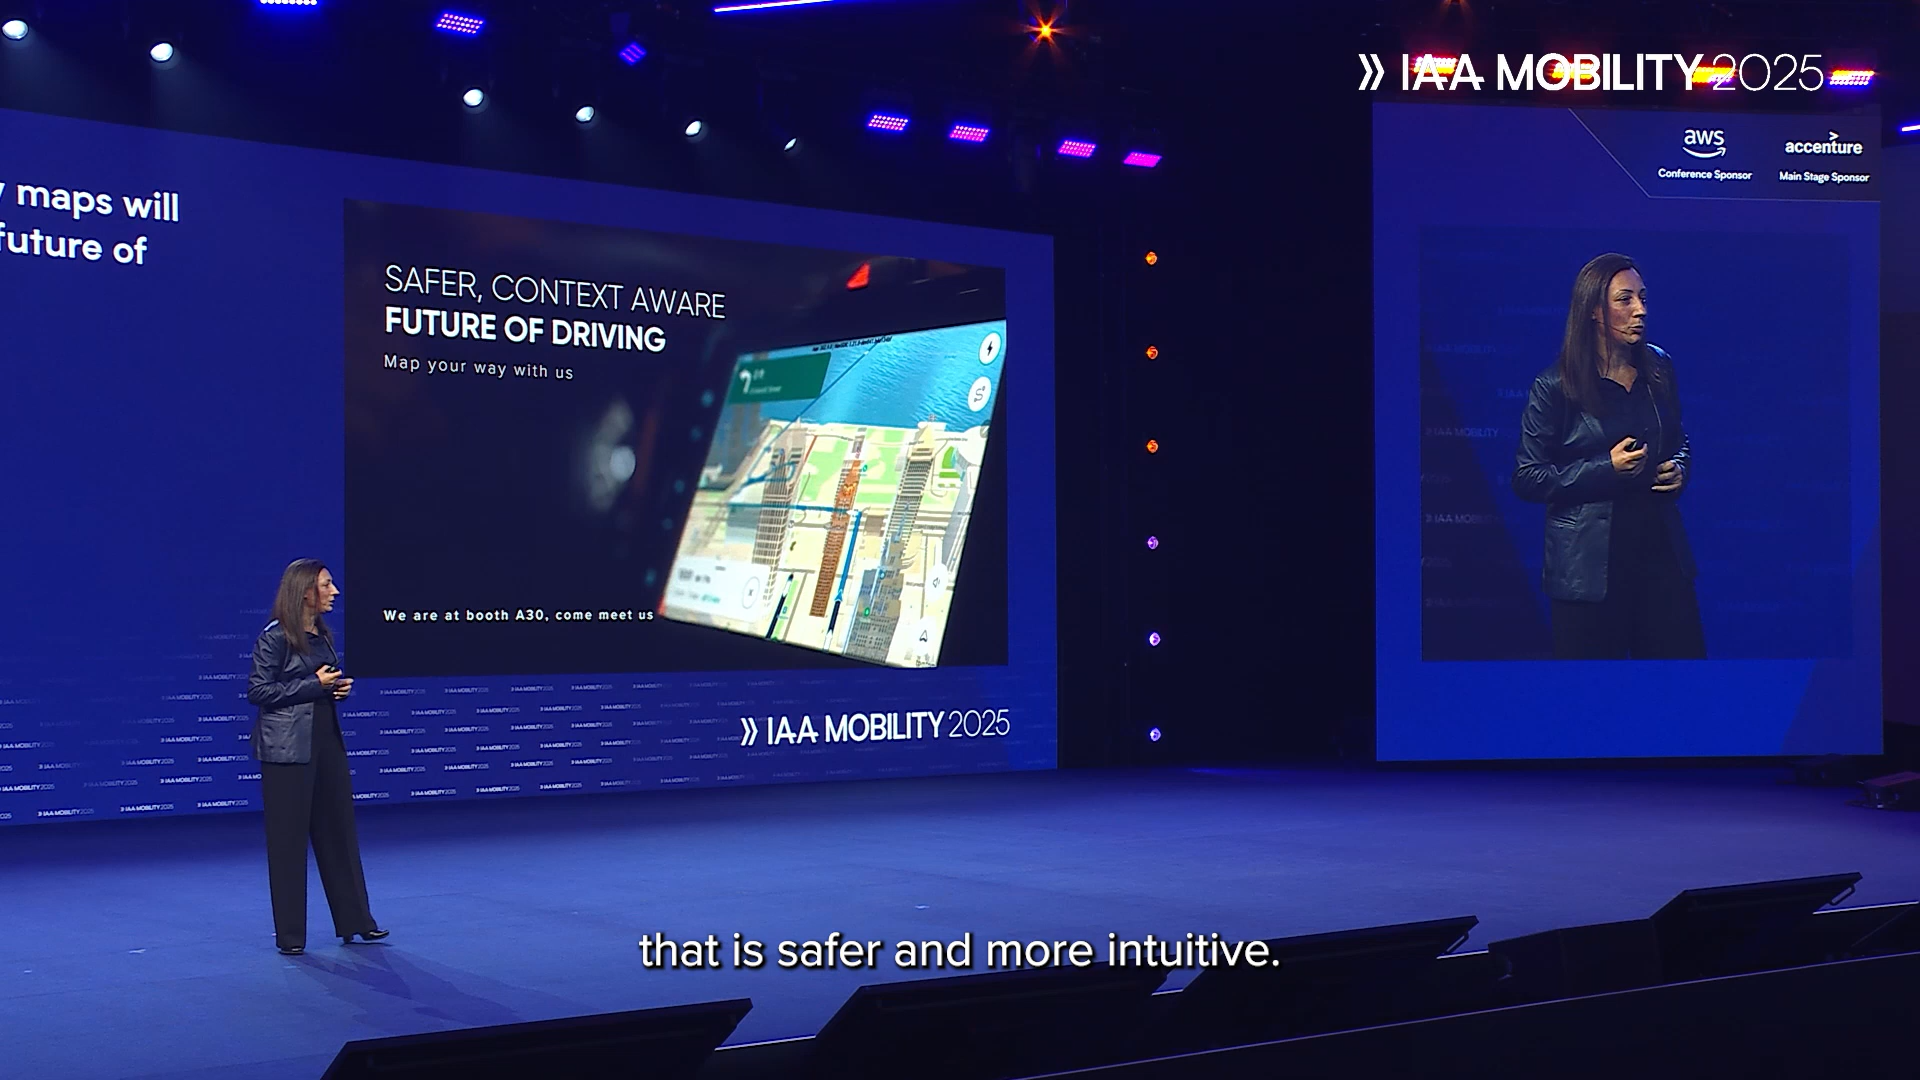 IAA MOBILITY 2025
aws
Conference Sponsor
accenture
Main Stage Sponsor
maps will
future of
SAFER, CONTEXT AWARE
FUTURE OF DRIVING
Map your way with us
We are at booth A30, come meet us
IAA MOBILITY 2025
that is safer and more intuitive.